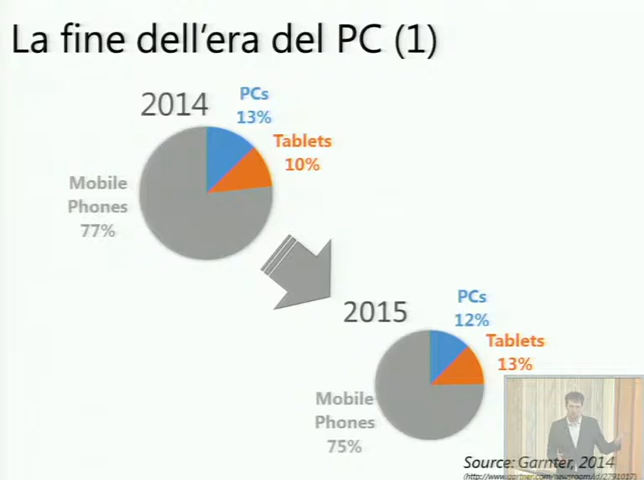 La fine dell'era del PC (1)
2014
PCs
13%
Tablets
10%
Mobile
Phones
77%
2015
PCs
12%
Tablets
13%
Mobile
Phones
75%
Source: Garnter, 2014